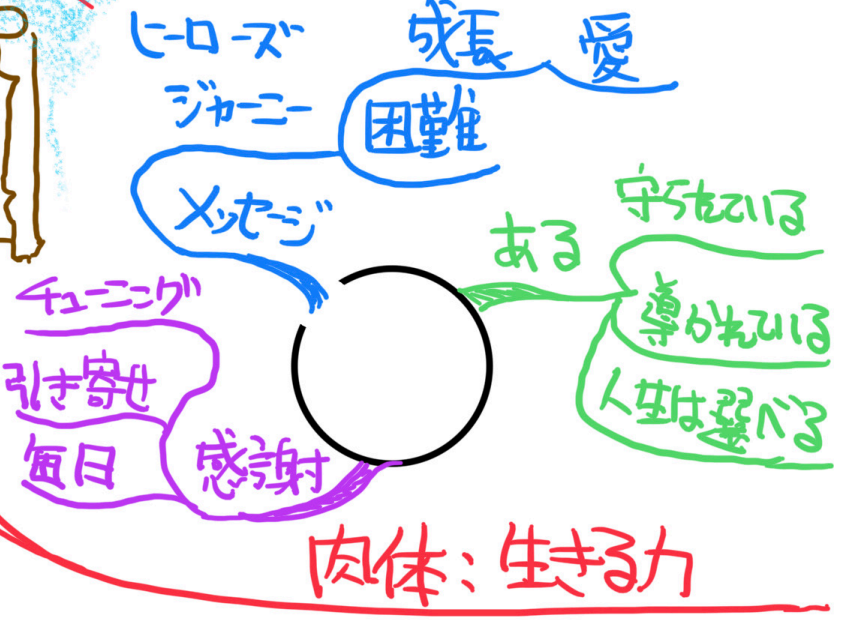 ヒーローズ
ジャーニー
メッセージ
成長
愛
困難
ある
守られている
導かれている
人生は選べる
チューニング
引き寄せ
毎日
感謝
肉体：生きる力